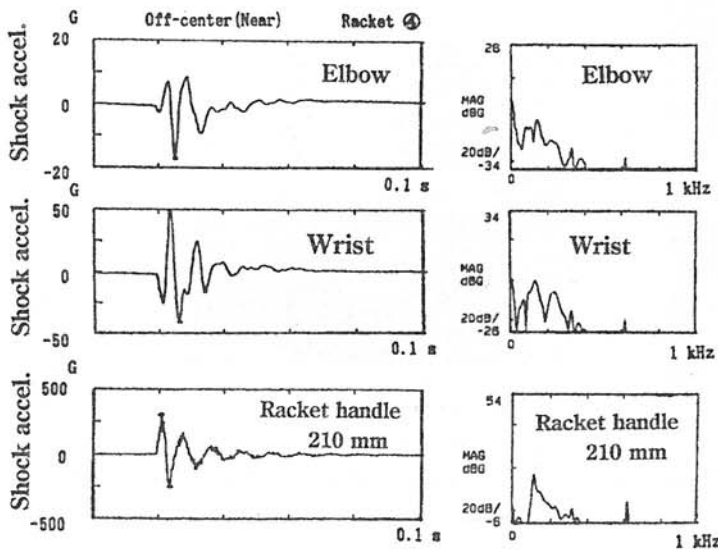 G Off-center(Near) Racket ④
Shock accel.
20
0
-20
Elbow
0.1 s
26
MAG
dBG
20dB/
-34
Elbow
0
1 kHz
G
Shock accel.
50
0
-50
Wrist
0.1 s
34
MAG
dBG
20dB/
-26
Wrist
0
1 kHz
G
Shock accel.
500
0
-500
Racket handle
210 mm
0.1 s
54
MAG
dBG
20dB/
-6
Racket handle
210 mm
0
1 kHz